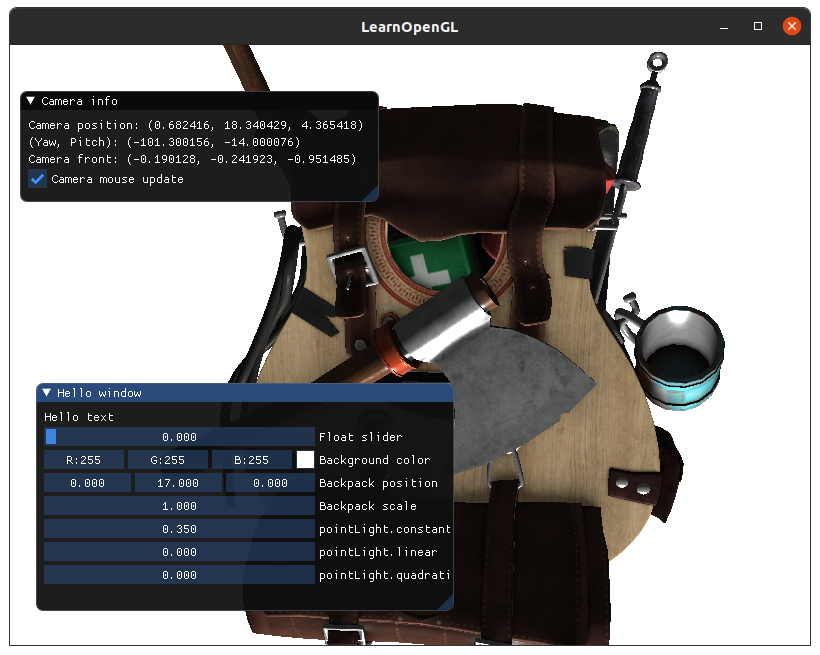 LearnOpenGL
Camera info
Camera position: (0.682416, 18.340429, 4.365418)
(Yaw, Pitch): (-101.300156, -14.000076)
Camera front: (-0.190128, -0.241923, -0.951485)
Camera mouse update
Hello window
Hello text
0.000 Float slider
R:255 G:255 B:255 Background color
0.000 17.000 0.000 Backpack position
1.000 Backpack scale
0.350 pointLight.constant
0.000 pointLight.linear
0.000 pointLight.quadrati